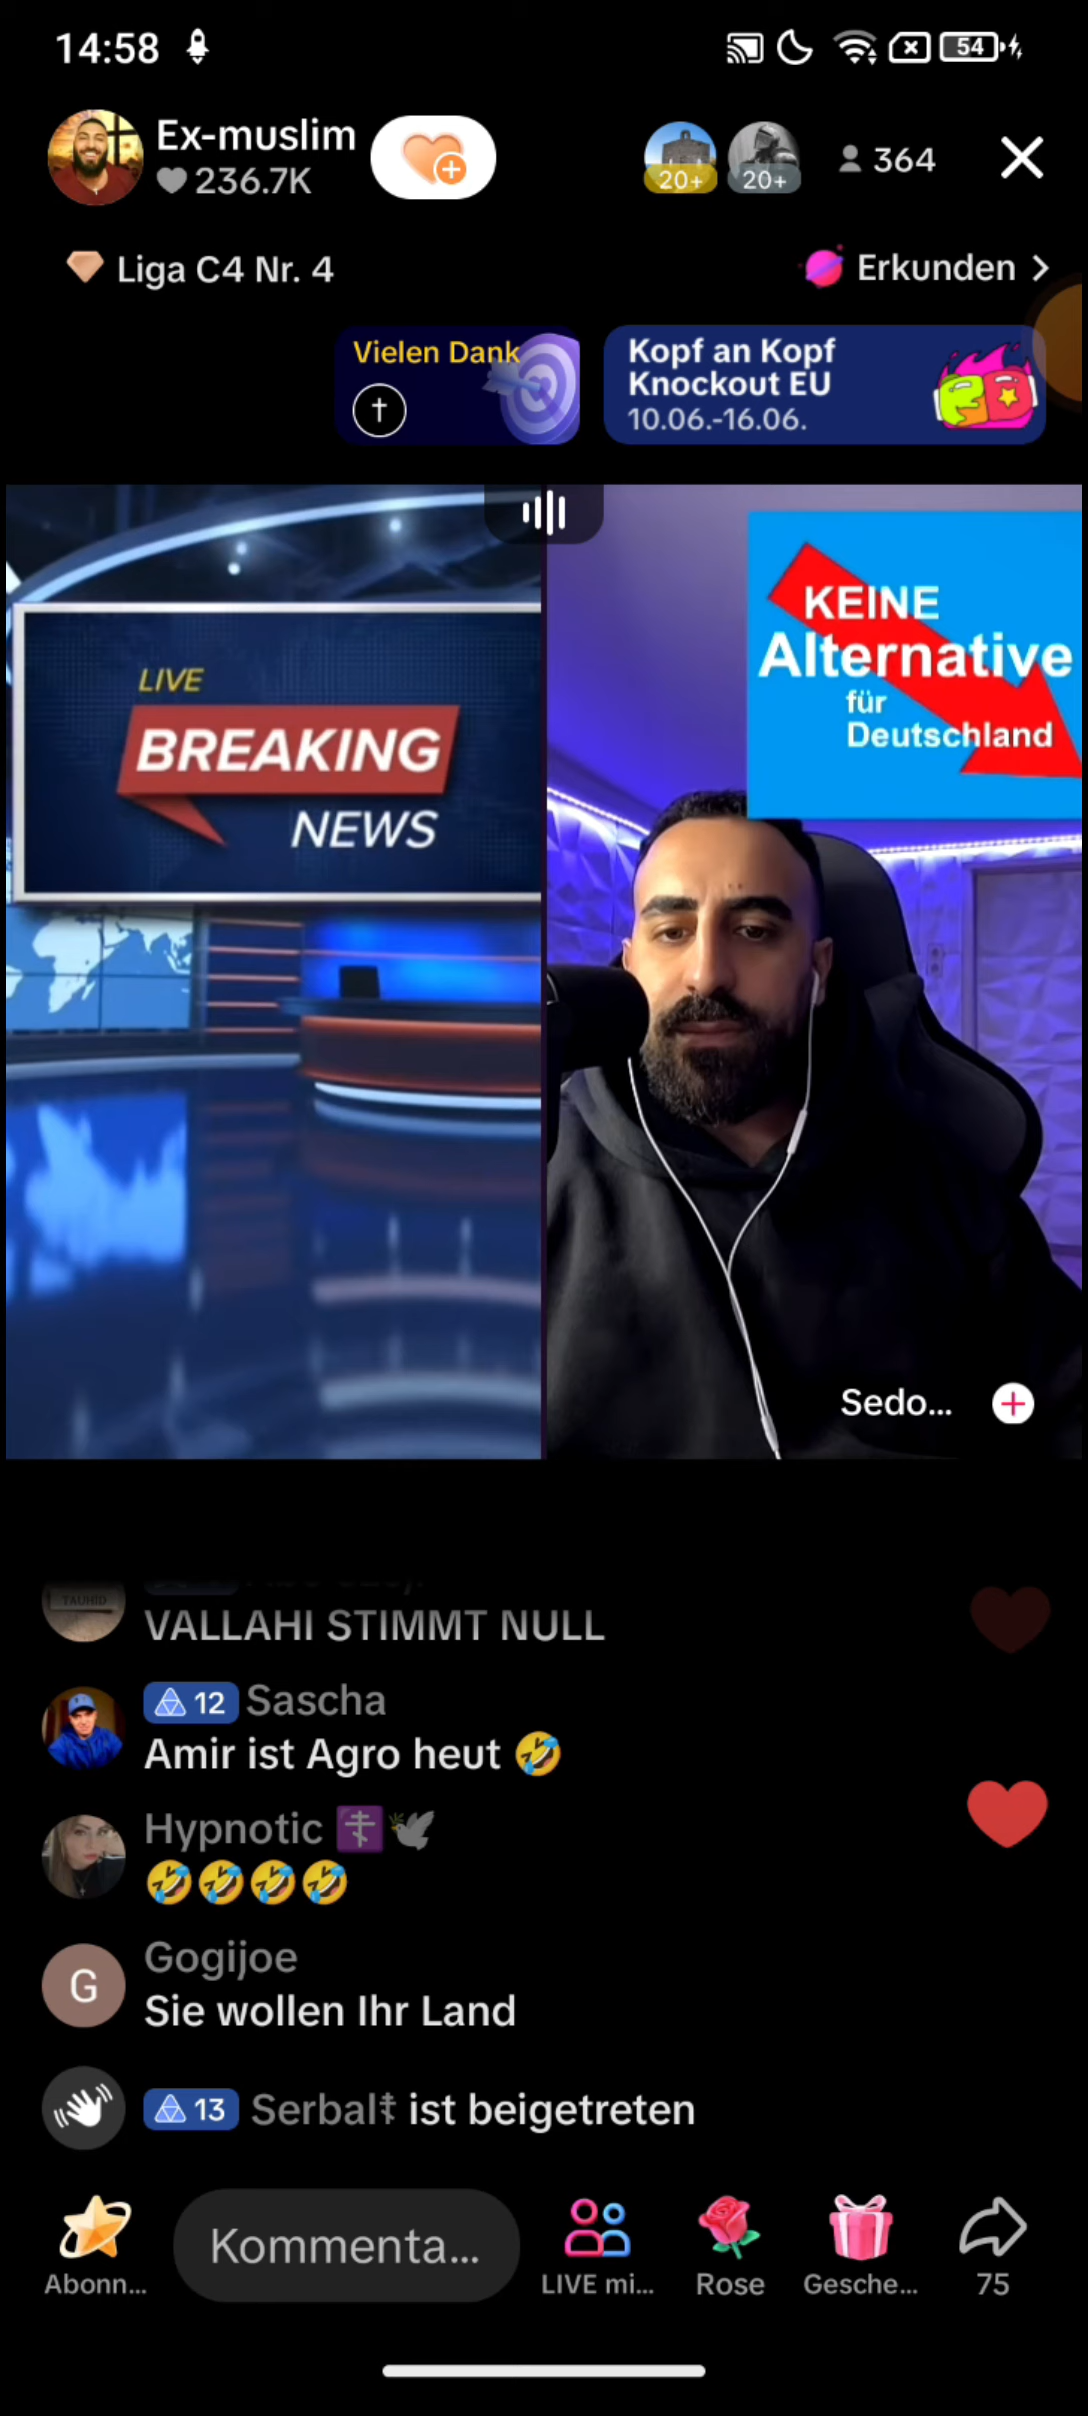 14:58
54
Ex-muslim
236.7K
20+
20+
364
Liga C4 Nr. 4
Erkunden
Vielen Dank
Kopf an Kopf
Knockout EU
10.06.-16.06.
LIVE
BREAKING
NEWS
KEINE
Alternative
für
Deutschland
Sedo...
TAUHID
VALLAHI STIMMT NULL
12 Sascha
Amir ist Agro heut 🤣
Hypnotic ☦️🕊️
🤣🤣🤣🤣
G
Gogijoe
Sie wollen Ihr Land
13 Serbal‡ ist beigetreten
Abonn...
Kommenta...
LIVE mi...
Rose
Gesche...
75